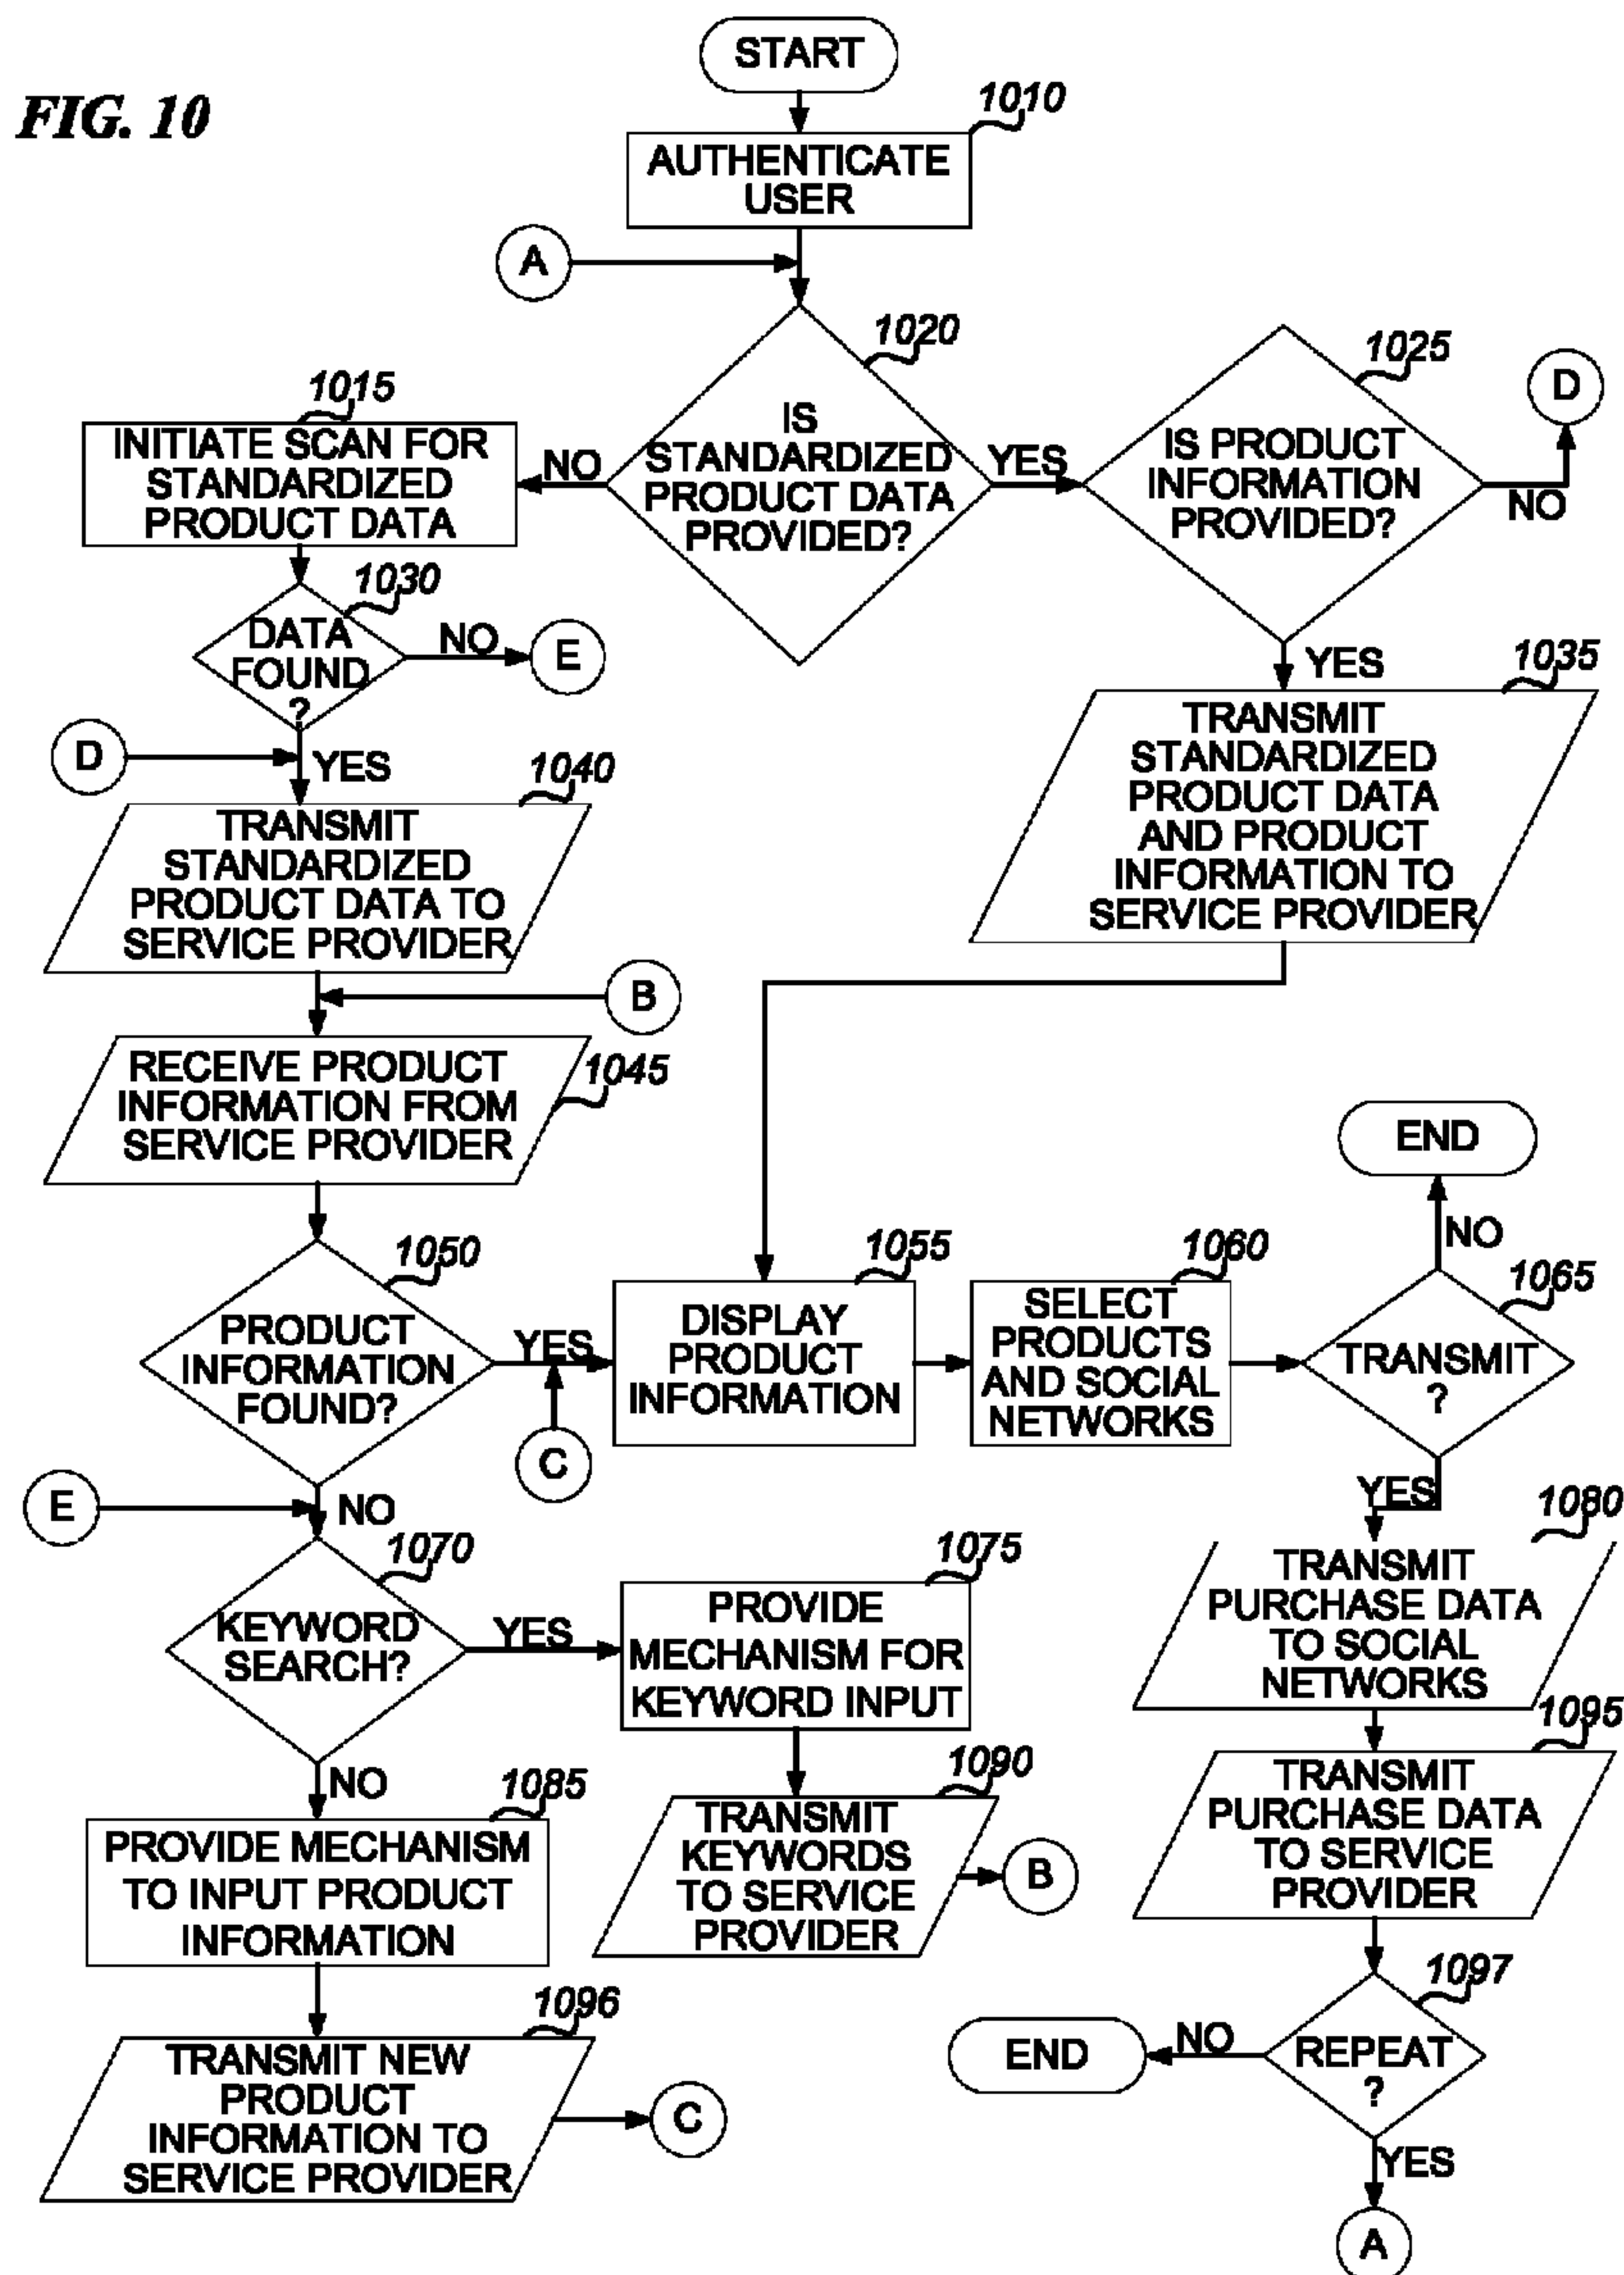 FIG. 10
START
1010
AUTHENTICATE
USER
A
1020
IS
STANDARDIZED
PRODUCT DATA
PROVIDED?
NO
YES
1025
IS PRODUCT
INFORMATION
PROVIDED?
D
NO
YES
1015
INITIATE SCAN FOR
STANDARDIZED
PRODUCT DATA
1030
DATA
FOUND
?
NO
E
D
YES
1035
TRANSMIT
STANDARDIZED
PRODUCT DATA
AND PRODUCT
INFORMATION TO
SERVICE PROVIDER
1040
TRANSMIT
STANDARDIZED
PRODUCT DATA TO
SERVICE PROVIDER
B
1045
RECEIVE PRODUCT
INFORMATION FROM
SERVICE PROVIDER
1050
PRODUCT
INFORMATION
FOUND?
YES
C
1055
DISPLAY
PRODUCT
INFORMATION
1060
SELECT
PRODUCTS
AND SOCIAL
NETWORKS
END
NO
1065
TRANSMIT
?
YES
E
NO
1070
KEYWORD
SEARCH?
YES
1075
PROVIDE
MECHANISM FOR
KEYWORD INPUT
1080
TRANSMIT
PURCHASE DATA
TO SOCIAL
NETWORKS
NO
1085
PROVIDE MECHANISM
TO INPUT PRODUCT
INFORMATION
1090
TRANSMIT
KEYWORDS
TO SERVICE
PROVIDER
B
1095
TRANSMIT
PURCHASE DATA
TO SERVICE
PROVIDER
1096
TRANSMIT NEW
PRODUCT
INFORMATION TO
SERVICE PROVIDER
C
1097
REPEAT
?
NO
END
YES
A